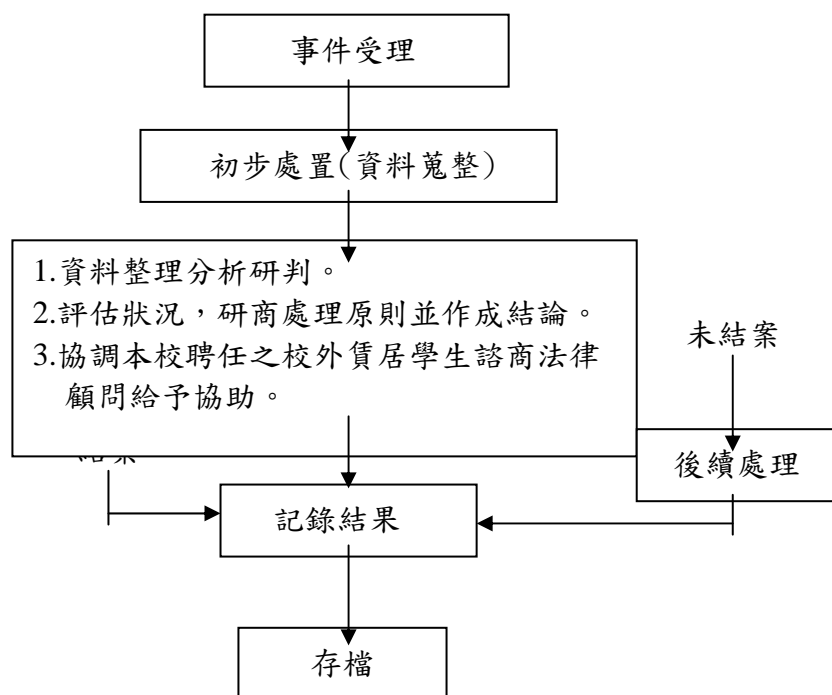 事件受理
初步處置(資料蒐整)
1.資料整理分析研判。
2.評估狀況，研商處理原則並作成結論。
3.協調本校聘任之校外賃居學生諮商法律
顧問給予協助。
未結案
後續處理
記錄結果
存檔